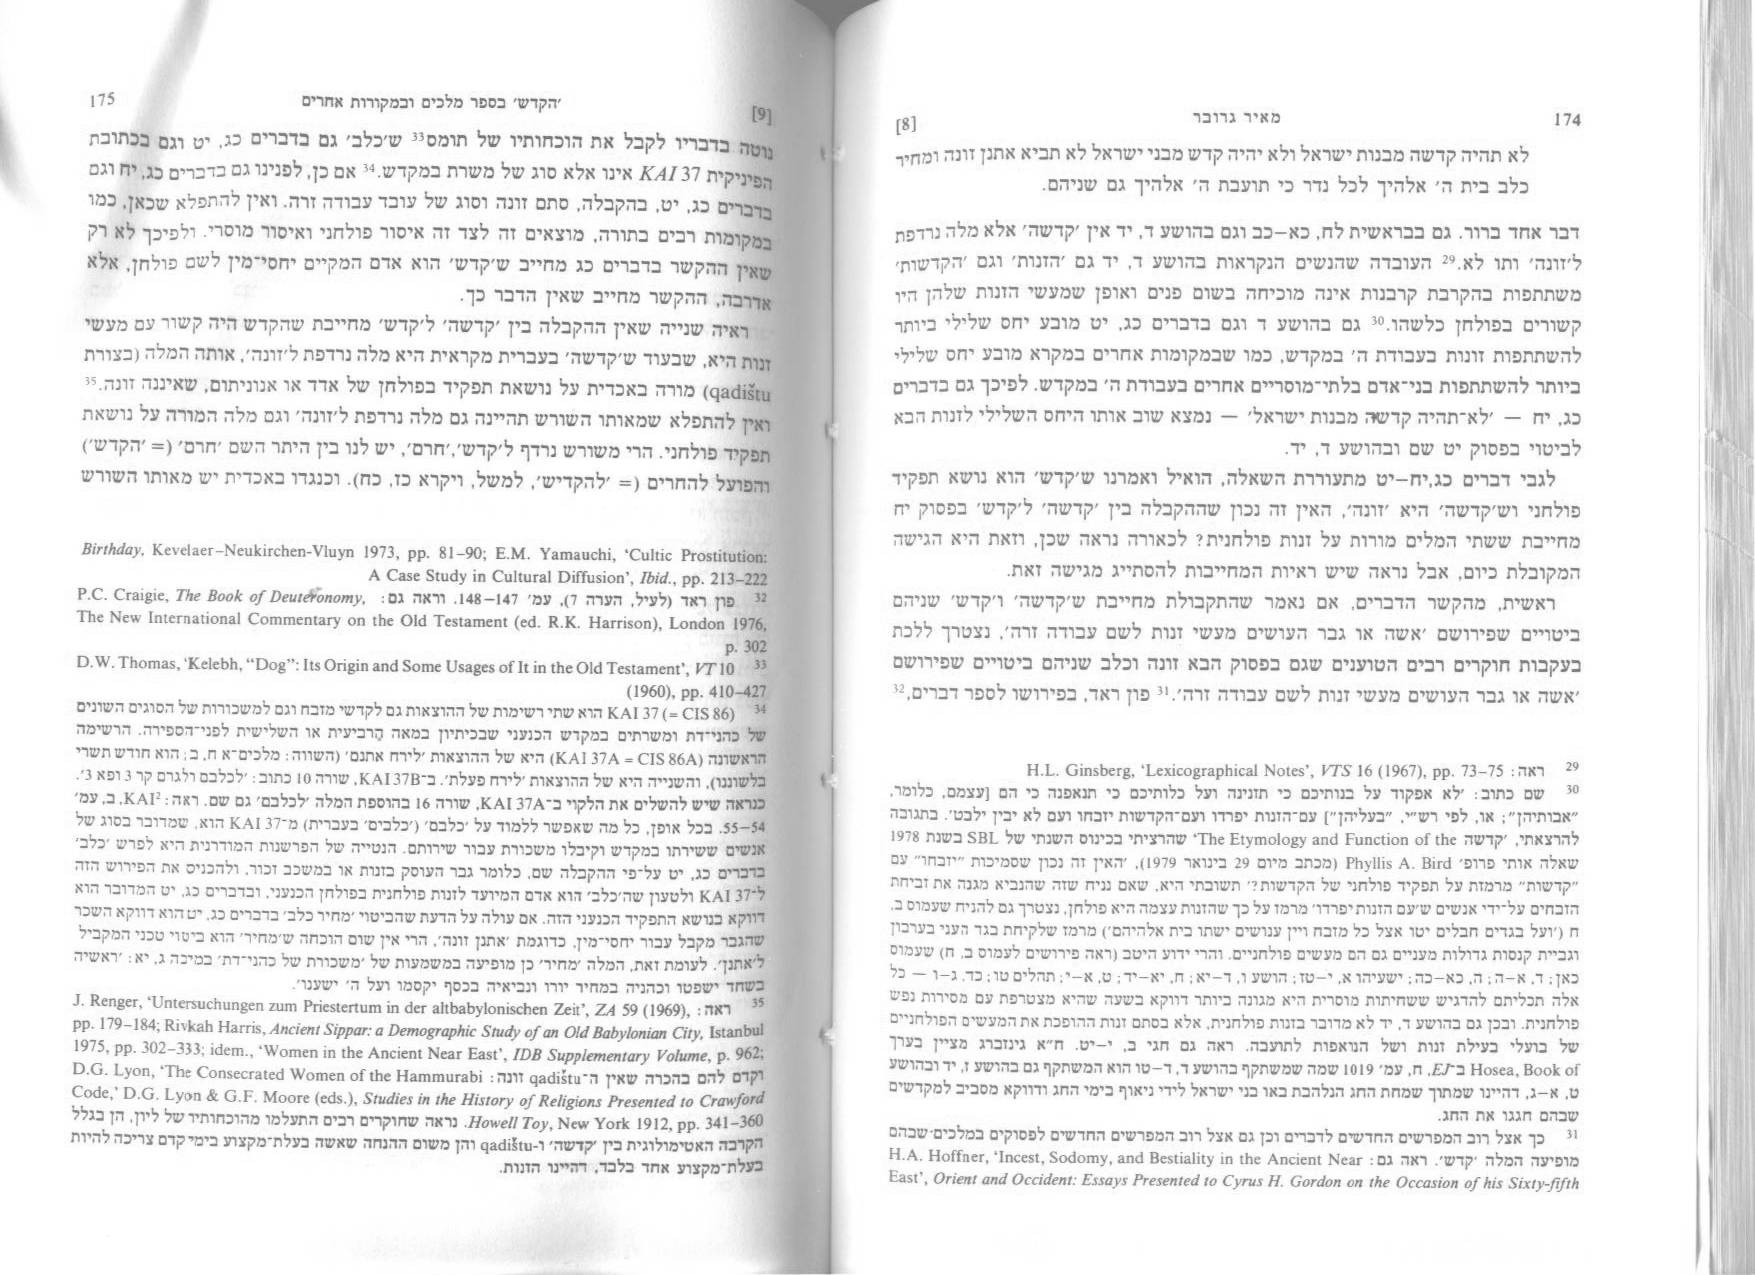 174
מאיר גרובר
[8]
לא תהיה קדשה מבנות ישראל ולא יהיה קדש מבני ישראל לא תביא אתנן זונה ומחיר
כלב בית ה׳ אלהיך לכל נדר כי תועבת ה׳ אלהיך גם שניהם.
דבר אחד ברור. גם בבראשית לח, כא–כב וגם בהושע ד, יד אין ׳קדשה׳ אלא מלה נרדפת
ל׳זונה׳ ותו לא.29 העובדה שהנשים הנקראות בהושע ד, יד גם ׳הזנות׳ וגם ׳הקדשות׳
משתתפות בהקרבת קרבנות אינה מוכיחה בשום פנים ואופן שמעשי הזנות שלהן היו
קשורים בפולחן כלשהו.30 גם בהושע ד וגם בדברים כג, יט מובע יחס שלילי ביותר
להשתתפות זונות בעבודת ה׳ במקדש, כמו שבמקומות אחרים במקרא מובע יחס שלילי
ביותר להשתתפות בני־אדם בלתי־מוסריים אחרים בעבודת ה׳ במקדש. לפיכך גם בדברים
כג, יח — ׳לא־תהיה קדשה מבנות ישראל׳ — נמצא שוב אותו היחס השלילי לזנות הבא
לביטוי בפסוק יט שם ובהושע ד, יד.
לגבי דברים כג,יח–יט מתעוררת השאלה, הואיל ואמרנו ש׳קדש׳ הוא נושא תפקיד
פולחני וש׳קדשה׳ היא ׳זונה׳, האין זה נכון שההקבלה בין ׳קדשה׳ ל׳קדש׳ בפסוק יח
מחייבת ששתי המלים מורות על זנות פולחנית? לכאורה נראה שכן, וזאת היא הגישה
המקובלת כיום, אבל נראה שיש ראיות המחייבות להסתייג מגישה זאת.
ראשית, מהקשר הדברים, אם נאמר שהתקבולת מחייבת ש׳קדשה׳ ו׳קדש׳ שניהם
ביטויים שפירושם ׳אשה או גבר העושים מעשי זנות לשם עבודה זרה׳, נצטרך ללכת
בעקבות חוקרים רבים הטוענים שגם בפסוק הבא זונה וכלב שניהם ביטויים שפירושם
׳אשה או גבר העושים מעשי זנות לשם עבודה זרה׳.31 פון ראד, בפירושו לספר דברים,32
29 ראה: H.L. Ginsberg, ‘Lexicographical Notes’, VTS 16 (1967), pp. 73–75
30 שם כתוב: ׳לא אפקוד על בנותיכם כי תזנינה ועל כלותיכם כי תנאפנה כי הם [עצמם, כלומר,
״אבותיהן״; או, לפי רש״י, ״בעליהן״] עם־הזנות יפרדו ועם־הקדשות יזבחו ועם לא יבין ילבט׳. בתגובה
להרצאתי, ׳קדשה The Etymology and Function of the’ שהרציתי בכינוס השנתי של SBL בשנת 1978
שאלה אותי פרופ׳ Phyllis A. Bird (מכתב מיום 29 בינואר 1979), ׳האין זה נכון שסמיכות ״יזבחו״ עם
״קדשות״ מרמזת על תפקיד פולחני של הקדשות?׳ תשובתי היא, שאם נניח שזה שהנביא מגנה את זביחת
הזבחים על־ידי אנשים ש׳עם הזנות יפרדו׳ מרמז על כך שהזנות עצמה היא פולחן, נצטרך גם להניח שעמוס ב,
ח (׳ועל בגדים חבלים יטו אצל כל מזבח ויין ענושים ישתו בית אלהיהם׳) מרמז שלקיחת בגד העני בערבון
וגביית קנסות גדולות מעניים גם הם מעשים פולחניים. והרי ידוע היטב (ראה פירושים לעמוס ב, ח) שעמוס
כאן; ד, א–ה; ה, כא–כה; ישעיהו א, י–טז; הושע ו, ד–יא; ח, יא–יד; ט, א–י; תהלים טו; כד, ג–ו — כל
אלה תכליתם להדגיש ששחיתות מוסרית היא מגונה ביותר דווקא בשעה שהיא מצטרפת עם מסירות נפש
פולחנית. ובכן גם בהושע ד, יד לא מדובר בזנות פולחנית, אלא בסתם זנות ההופכת את המעשים הפולחניים
של בועלי בעילת זנות ושל הנואפות לתועבה. ראה גם חגי ב, י–יט. ח״א גינזברג מציין בערך
Hosea, Book of ב־EJ, ח, עמ׳ 1019 שמה שמשתקף בהושע ד, ד–טו הוא המשתקף גם בהושע ז, יד ובהושע
ט, א–ג, דהיינו שמתוך שמחת החג הנלהבת באו בני ישראל לידי ניאוף בימי החג ודווקא מסביב למקדשים
שבהם חגגו את החג.
31 כך אצל רוב המפרשים החדשים לדברים וכן גם אצל רוב המפרשים החדשים לפסוקים במלכים שבהם
מופיעה המלה ׳קדש׳. ראה גם: H.A. Hoffner, ‘Incest, Sodomy, and Bestiality in the Ancient Near
East’, Orient and Occident: Essays Presented to Cyrus H. Gordon on the Occasion of his Sixty-fifth
[9]
׳הקדש׳ בספר מלכים ובמקורות אחרים
175
נוטה בדבריו לקבל את הוכחותיו של תומס33 ש׳כלב׳ גם בדברים כג, יט וגם בכתובת
הפיניקית KAI 37 אינו אלא סוג של משרת במקדש.34 אם כן, לפנינו גם בדברים כג, יח וגם
בדברים כג, יט, בהקבלה, סתם זונה וסוג של עובד עבודה זרה. ואין להתפלא שכאן, כמו
במקומות רבים בתורה, מוצאים זה לצד זה איסור פולחני ואיסור מוסרי. ולפיכך לא רק
שאין ההקשר בדברים כג מחייב ש׳קדש׳ הוא אדם המקיים יחסי־מין לשם פולחן, אלא
אדרבה, ההקשר מחייב שאין הדבר כך.
ראיה שנייה שאין ההקבלה בין ׳קדשה׳ ל׳קדש׳ מחייבת שהקדש היה קשור עם מעשי
זנות היא, שבעוד ש׳קדשה׳ בעברית מקראית היא מלה נרדפת ל׳זונה׳, אותה המלה (בצורת
qadištu) מורה באכדית על נושאת תפקיד בפולחן של אדד או אנוניתום, שאיננה זונה.35
ואין להתפלא שמאותו השורש תהיינה גם מלה נרדפת ל׳זונה׳ וגם מלה המורה על נושאת
תפקיד פולחני. הרי משורש נרדף ל׳קדש׳,׳חרם׳, יש לנו בין היתר השם ׳חרם׳ (= ׳הקדש׳)
והפועל להחרים (= ׳להקדיש׳, למשל, ויקרא כז, כח). וכנגדו באכדית יש מאותו השורש
Birthday, Kevelaer–Neukirchen-Vluyn 1973, pp. 81–90; E.M. Yamauchi, ‘Cultic Prostitution:
A Case Study in Cultural Diffusion’, Ibid., pp. 213–222
32 פון ראד (לעיל, הערה 7), עמ׳ 147–148. וראה גם: P.C. Craigie, The Book of Deuteronomy,
The New International Commentary on the Old Testament (ed. R.K. Harrison), London 1976,
p. 302
33 D.W. Thomas, ‘Kelebh, “Dog”: Its Origin and Some Usages of It in the Old Testament’, VT 10
(1960), pp. 410–427
34 KAI 37 (= CIS 86) הוא שתי רשימות של ההוצאות גם לקדשי מזבח וגם למשכורות של הסוגים השונים
של כהני־דת ומשרתים במקדש הכנעני שבכיתיון במאה הרביעית או השלישית לפני־הספירה. הרשימה
הראשונה (KAI 37A = CIS 86A) היא של ההוצאות ׳לירח אתנם׳ (השווה: מלכים־א ח, ב; הוא חודש תשרי
בלשוננו), והשנייה היא של ההוצאות ׳לירח פעלת׳. ב־KAI 37B, שורה 10 כתוב: ׳לכלבם ולגרם קר 3 ופא 3׳.
כנראה שיש להשלים את הלקוי ב־KAI 37A, שורה 16 בהוספת המלה ׳לכלבם׳ גם שם. ראה: KAI², ב, עמ׳
54–55. בכל אופן, כל מה שאפשר ללמוד על ׳כלבם׳ (׳כלבים׳ בעברית) מ־KAI 37 הוא, שמדובר בסוג של
אנשים ששירתו במקדש וקיבלו משכורת עבור שירותם. הנטייה של הפרשנות המודרנית היא לפרש ׳כלב׳
בדברים כג, יט על־פי ההקבלה שם, כלומר גבר העוסק בזנות או במשכב זכור, ולהכניס את הפירוש הזה
ל־KAI 37 ולטעון שה׳כלב׳ הוא אדם המיועד לזנות פולחנית בפולחן הכנעני, ובדברים כג, יט המדובר הוא
דווקא בנושא התפקיד הכנעני הזה. אם עולה על הדעת שהביטוי ׳מחיר כלב׳ בדברים כג, יט הוא דווקא השכר
שהגבר מקבל עבור יחסי־מין, כדוגמת ׳אתנן זונה׳, הרי אין שום הוכחה ש׳מחיר׳ הוא ביטוי טכני המקביל
ל׳אתנן׳. לעומת זאת, המלה ׳מחיר׳ כן מופיעה במשמעות של ׳משכורת של כהני־דת׳ במיכה ג, יא: ׳ראשיה
בשחד ישפטו וכהניה במחיר יורו ונביאיה בכסף יקסמו ועל ה׳ ישענו׳.
35 ראה: J. Renger, ‘Untersuchungen zum Priestertum in der altbabylonischen Zeit’, ZA 59 (1969),
pp. 179–184; Rivkah Harris, Ancient Sippar: a Demographic Study of an Old Babylonian City, Istanbul
1975, pp. 302–333; idem., ‘Women in the Ancient Near East’, IDB Supplementary Volume, p. 962;
וקדם להם בהכרה שאין ה־qadištu זונה: D.G. Lyon, ‘The Consecrated Women of the Hammurabi
Code,’ D.G. Lyon & G.F. Moore (eds.), Studies in the History of Religions Presented to Crawford
Howell Toy, New York 1912, pp. 341–360. נראה שחוקרים רבים התעלמו מהוכחותיו של ליון, הן בגלל
הקרבה האטימולוגית בין ׳קדשה׳ ו-qadištu והן משום ההנחה שאשה בעלת־מקצוע בימי קדם צריכה להיות
בעלת־מקצוע אחד בלבד, דהיינו הזנות.